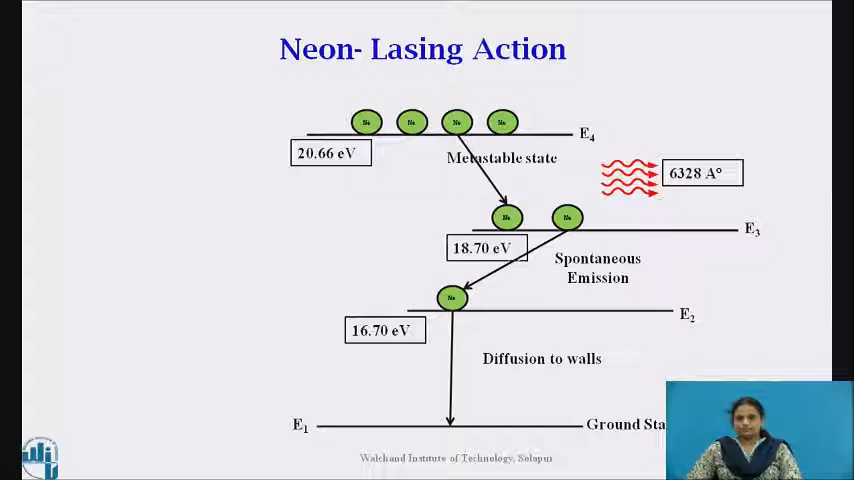 Neon- Lasing Action
Ne Ne Ne Ne
E4
20.66 eV
Metastable state
6328 A°
Ne Ne
E3
18.70 eV
Spontaneous
Emission
Ne
E2
16.70 eV
Diffusion to walls
E1
Ground Sta
Walchand Institute of Technology, Solapur